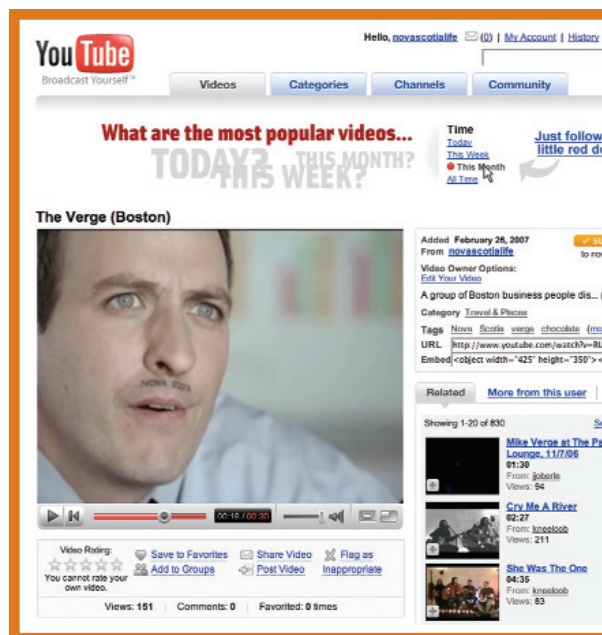 Hello, novascotialife (0) | My Account | History
You Tube
Broadcast Yourself™
Videos Categories Channels Community
What are the most popular videos...
TODAY? THIS WEEK? THIS MONTH?
Time
Today
This Week
This Month
All Time
Just follow
little red
The Verge (Boston)
Added February 26, 2007
From novascotialife
Video Owner Options:
Edit Your Video
A group of Boston business people dis...
Category Travel & Places
Tags Nova Scotia verge chocolate
URL http://www.youtube.com/watch?v=
Embed <object width="425" height="350"><
Related More from this user
Showing 1-20 of 830
Mike Verge at The
Lounge, 11/7/06
01:30
From: jjoberle
Views: 94
Cry Me A River
02:27
From: kneeloob
Views: 211
She Was The One
04:35
From: kneeloob
Views: 83
00:18 / 00:30
Video Rating:
You cannot rate your
own video.
Save to Favorites Share Video Flag as
Add to Groups Post Video Inappropriate
Views: 151 | Comments: 0 | Favorited: 0 times